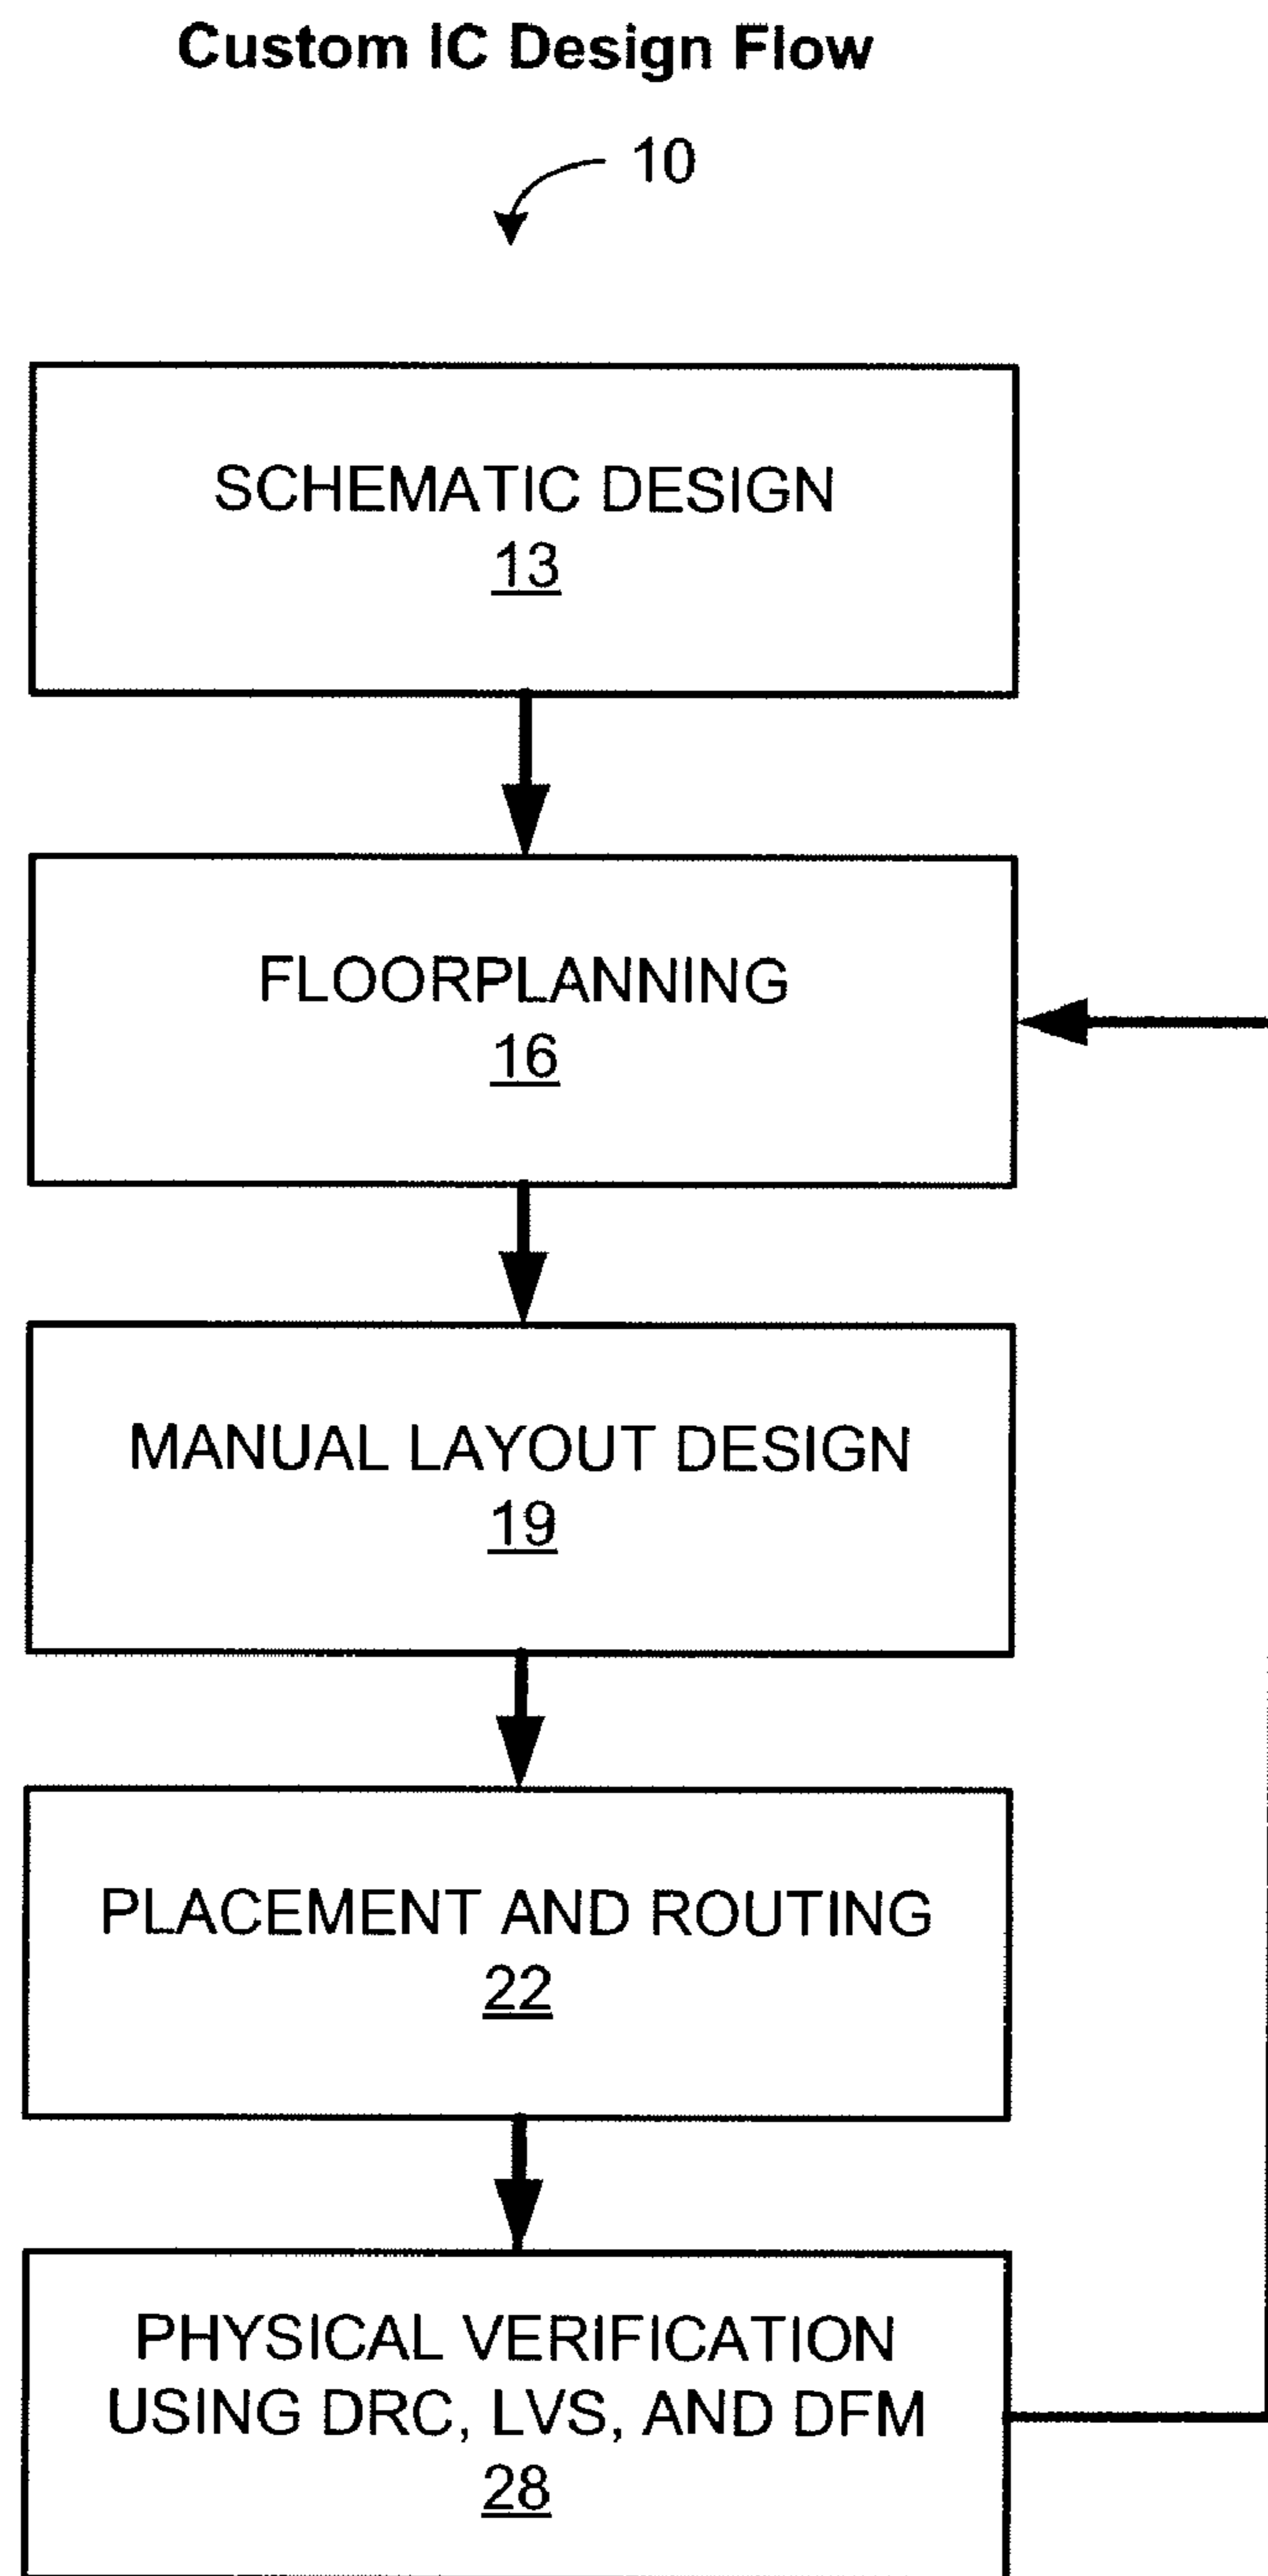 Custom IC Design Flow
10
SCHEMATIC DESIGN
13
FLOORPLANNING
16
MANUAL LAYOUT DESIGN
19
PLACEMENT AND ROUTING
22
PHYSICAL VERIFICATION
USING DRC, LVS, AND DFM
28